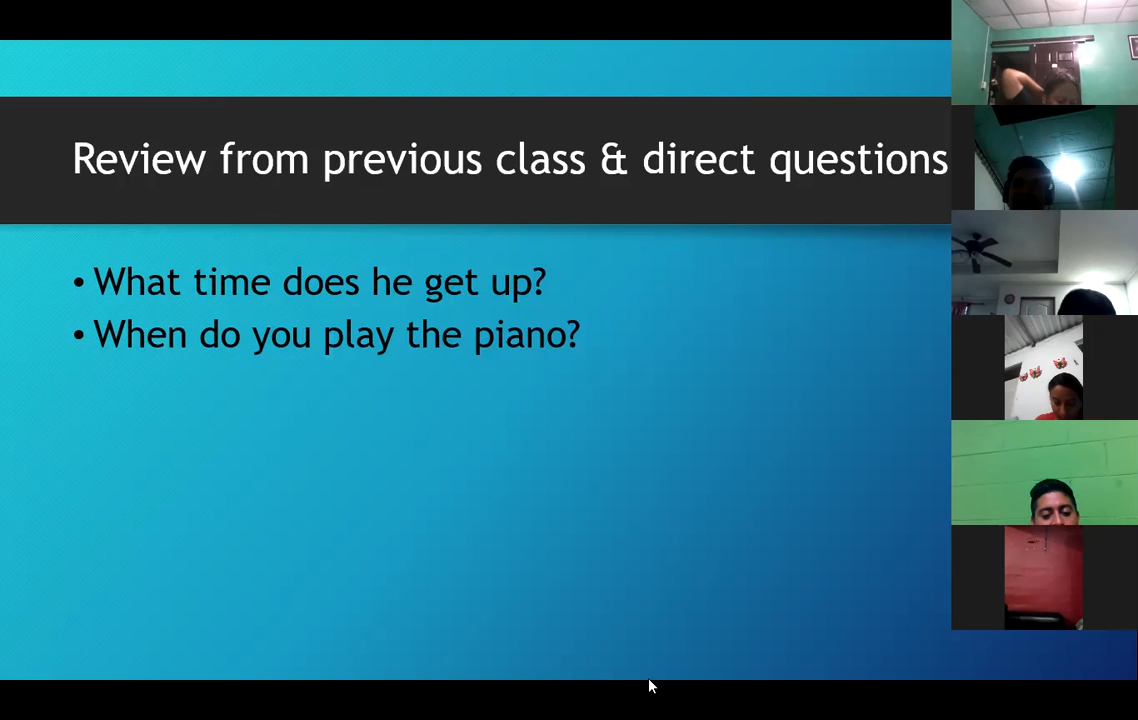 Review from previous class & direct questions
• What time does he get up?
• When do you play the piano?